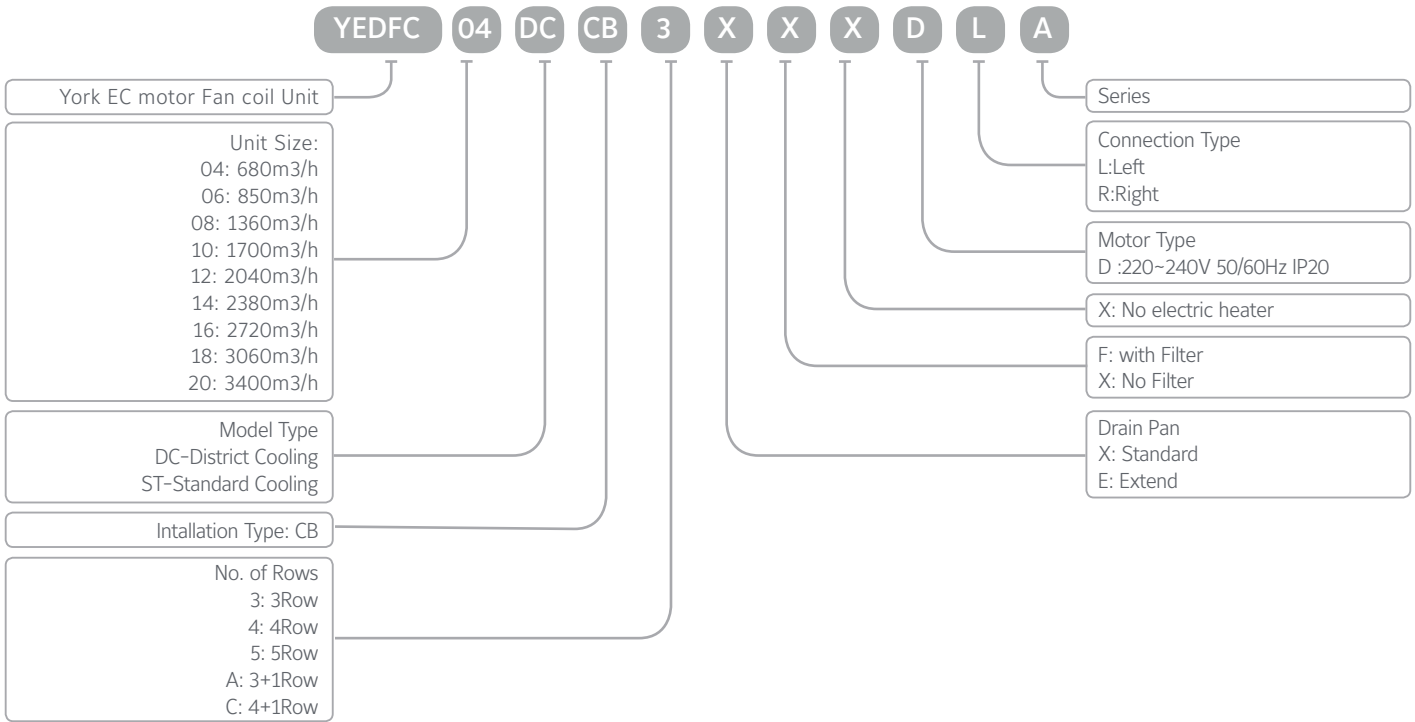 YEDFC 04 DC CB 3 X X X D L A
York EC motor Fan coil Unit
Unit Size:
04: 680m3/h
06: 850m3/h
08: 1360m3/h
10: 1700m3/h
12: 2040m3/h
14: 2380m3/h
16: 2720m3/h
18: 3060m3/h
20: 3400m3/h
Model Type
DC-District Cooling
ST-Standard Cooling
Intallation Type: CB
No. of Rows
3: 3Row
4: 4Row
5: 5Row
A: 3+1Row
C: 4+1Row
Series
Connection Type
L:Left
R:Right
Motor Type
D :220~240V 50/60Hz IP20
X: No electric heater
F: with Filter
X: No Filter
Drain Pan
X: Standard
E: Extend